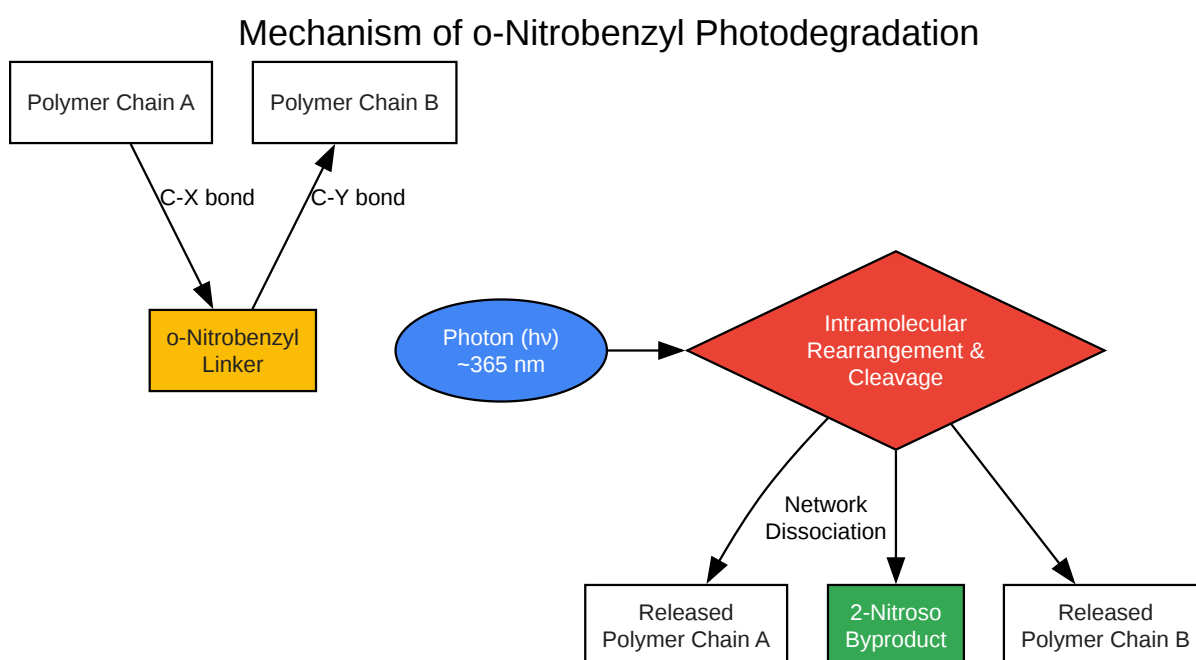 Mechanism of o-Nitrobenzyl Photodegradation
Polymer Chain A
Polymer Chain B
C-X bond
C-Y bond
o-Nitrobenzyl
Linker
Photon (hν)
~365 nm
Intramolecular
Rearrangement &
Cleavage
Network
Dissociation
Released
Polymer Chain A
2-Nitroso
Byproduct
Released
Polymer Chain B